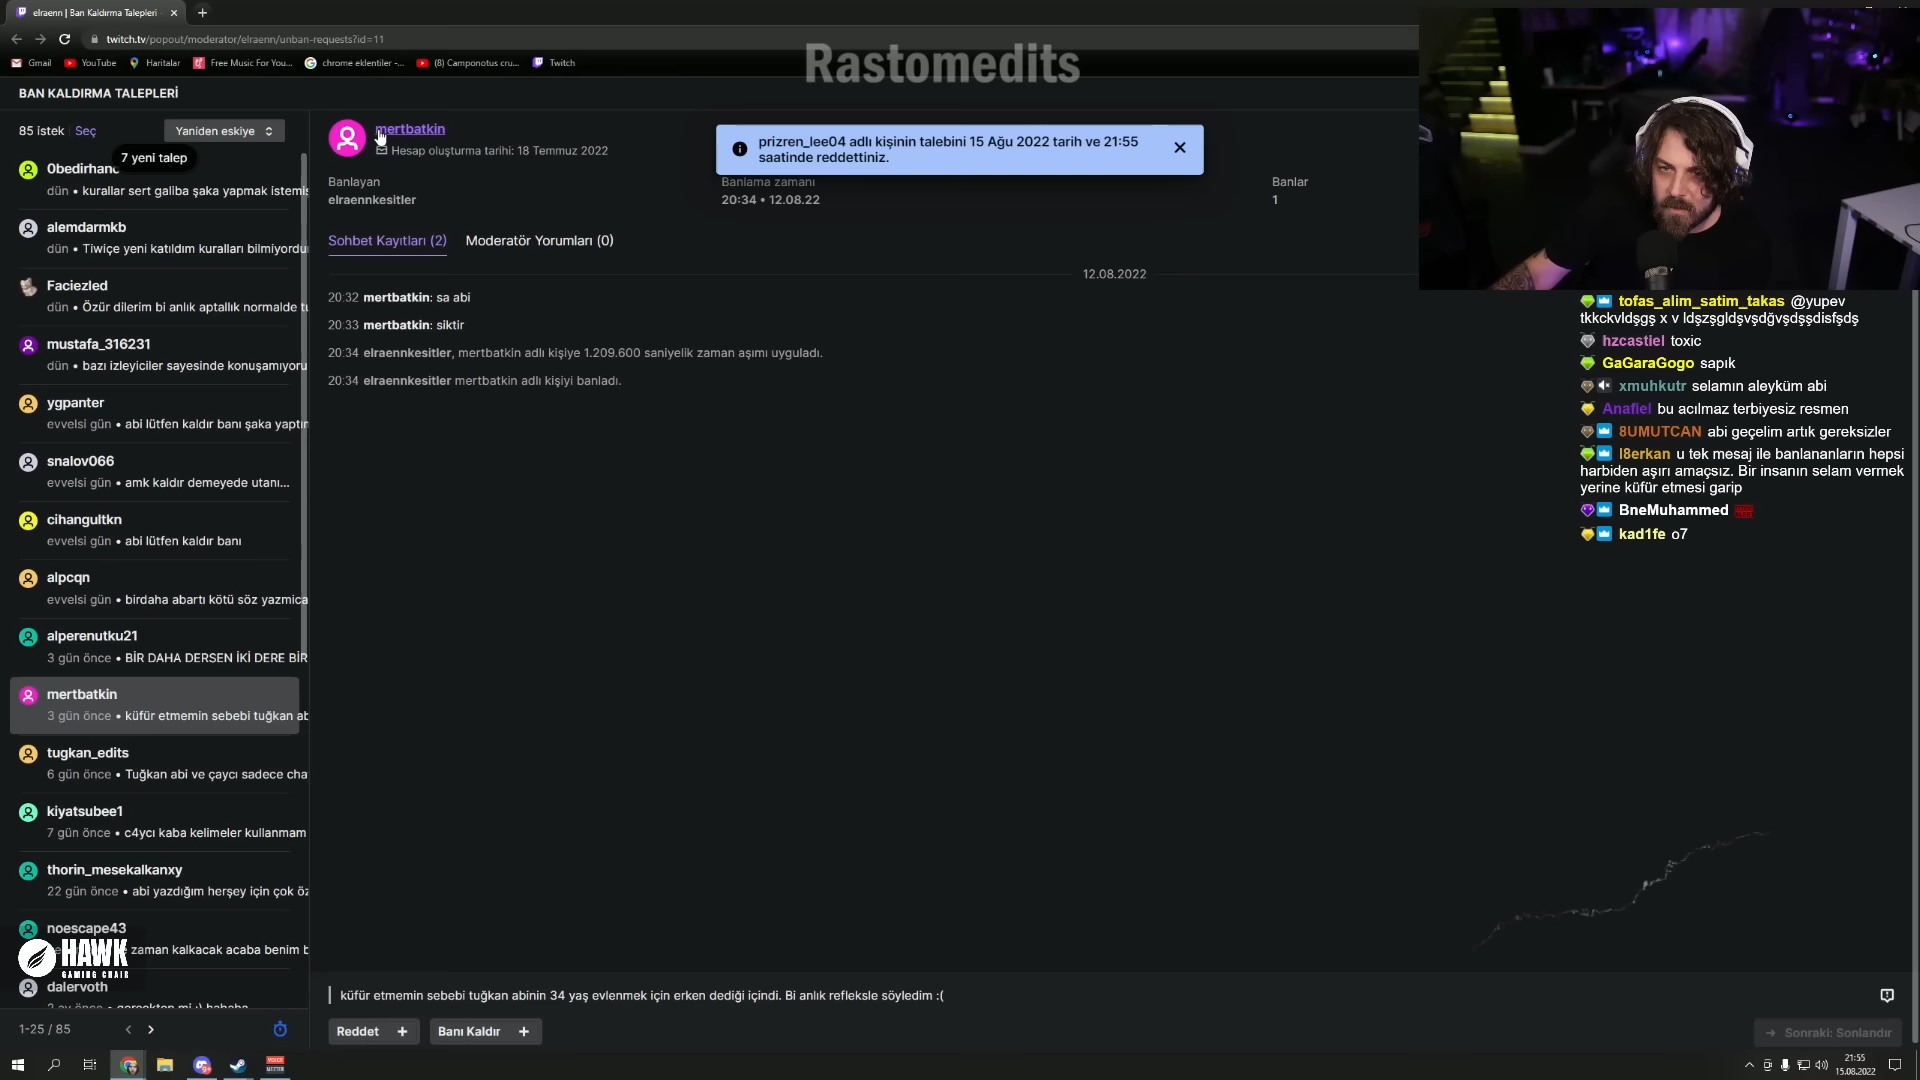 elraenn | Ban Kaldırma Talepleri
twitch.tv/popout/moderator/elraenn/unban-requests?id=11
Gmail
YouTube
Haritalar
Free Music For You...
chrome eklentiler -...
(8) Camponotus cru...
Twitch
Rastomedits
BAN KALDIRMA TALEPLERİ
85 istek
Seç
Yaniden eskiye
7 yeni talep
dün • kurallar sert galiba şaka yapmak istemiş
alemdarmkb
dün • Tiwiçe yeni katıldım kuralları bilmiyordu
Faciezled
dün • Özür dilerim bi anlık aptallık normalde tu
mustafa_316231
dün • bazı izleyiciler sayesinde konuşamıyoru
ygpanter
evvelsi gün • abi lütfen kaldır banı şaka yaptın
snalov066
evvelsi gün • amk kaldır demeyede utanı...
cihangultkn
evvelsi gün • abi lütfen kaldır banı
alpcqn
evvelsi gün • birdaha abartı kötü söz yazmica
alperenutku21
3 gün önce • BİR DAHA DERSEN İKİ DERE BİR
mertbatkin
3 gün önce • küfür etmemin sebebi tuğkan ab
tugkan_edits
6 gün önce • Tuğkan abi ve çaycı sadece cha
kiyatsubee1
7 gün önce • c4ycı kaba kelimeler kullanmam
thorin_mesekalkanxy
22 gün önce • abi yazdığım herşey için çok öz
noescape43
zaman kalkacak acaba benim b
HAWK
GAMING CHAIR
dalervoth
1-25 / 85
mertbatkin
Hesap oluşturma tarihi: 18 Temmuz 2022
prizren_lee04 adlı kişinin talebini 15 Ağu 2022 tarih ve 21:55
saatinde reddettiniz.
Banlayan
elraennkesitler
Banlama zamanı
20:34 • 12.08.22
Banlar
1
Sohbet Kayıtları (2)
Moderatör Yorumları (0)
12.08.2022
20:32 mertbatkin: sa abi
20:33 mertbatkin: siktir
20:34 elraennkesitler, mertbatkin adlı kişiye 1.209.600 saniyelik zaman aşımı uyguladı.
20:34 elraennkesitler mertbatkin adlı kişiyi banladı.
küfür etmemin sebebi tuğkan abinin 34 yaş evlenmek için erken dediği içindi. Bi anlık refleksle söyledim :(
Reddet +
Banı Kaldır +
Sonraki: Sonlandır
tofas_alim_satim_takas @yupev
tkkckvldşgş x v ldşzşgldşvşdğvşdşşdisfşdş
hzcastiel toxic
GaGaraGogo sapık
xmuhkutr selamın aleyküm abi
Anafiel bu acılmaz terbiyesiz resmen
8UMUTCAN abi geçelim artık gereksizler
l8erkan u tek mesaj ile banlananların hepsi
harbiden aşırı amaçsız. Bir insanın selam vermek
yerine küfür etmesi garip
BneMuhammed
kad1fe o7
21:55
15.08.2022